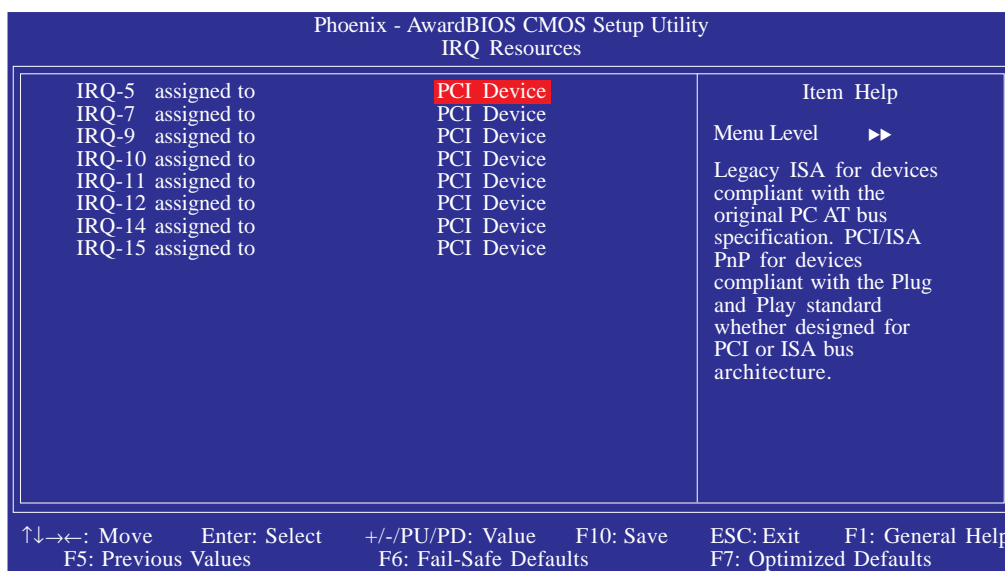 Phoenix - AwardBIOS CMOS Setup Utility
IRQ Resources
IRQ-5 assigned to PCI Device
IRQ-7 assigned to PCI Device
IRQ-9 assigned to PCI Device
IRQ-10 assigned to PCI Device
IRQ-11 assigned to PCI Device
IRQ-12 assigned to PCI Device
IRQ-14 assigned to PCI Device
IRQ-15 assigned to PCI Device
Item Help
Menu Level ▸▸
Legacy ISA for devices
compliant with the
original PC AT bus
specification. PCI/ISA
PnP for devices
compliant with the Plug
and Play standard
whether designed for
PCI or ISA bus
architecture.
↑↓→←: Move Enter: Select +/-/PU/PD: Value F10: Save ESC: Exit F1: General Help
F5: Previous Values F6: Fail-Safe Defaults F7: Optimized Defaults